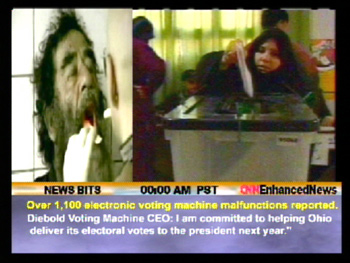 NEWS BITS 00:00 AM PST CNNEnhancedNews
Over 1,100 electronic voting machine malfunctions reported.
Diebold Voting Machine CEO: I am committed to helping Ohio
deliver its electoral votes to the president next year."